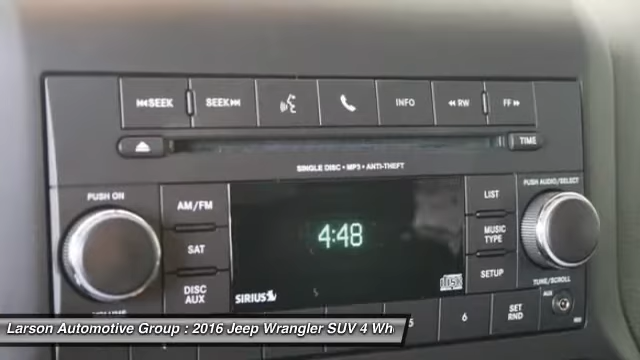 SEEK
SEEK
INFO
RW
FF
TIME
SINGLE DISC • MP3 • ANTI-THEFT
PUSH ON
PUSH AUDIO/SELECT
AM/FM
LIST
SAT
4:48
MUSIC TYPE
DISC AUX
SETUP
SIRIUS
TUNE/SCROLL
AUX
6
SET RND
Larson Automotive Group : 2016 Jeep Wrangler SUV 4 Wh